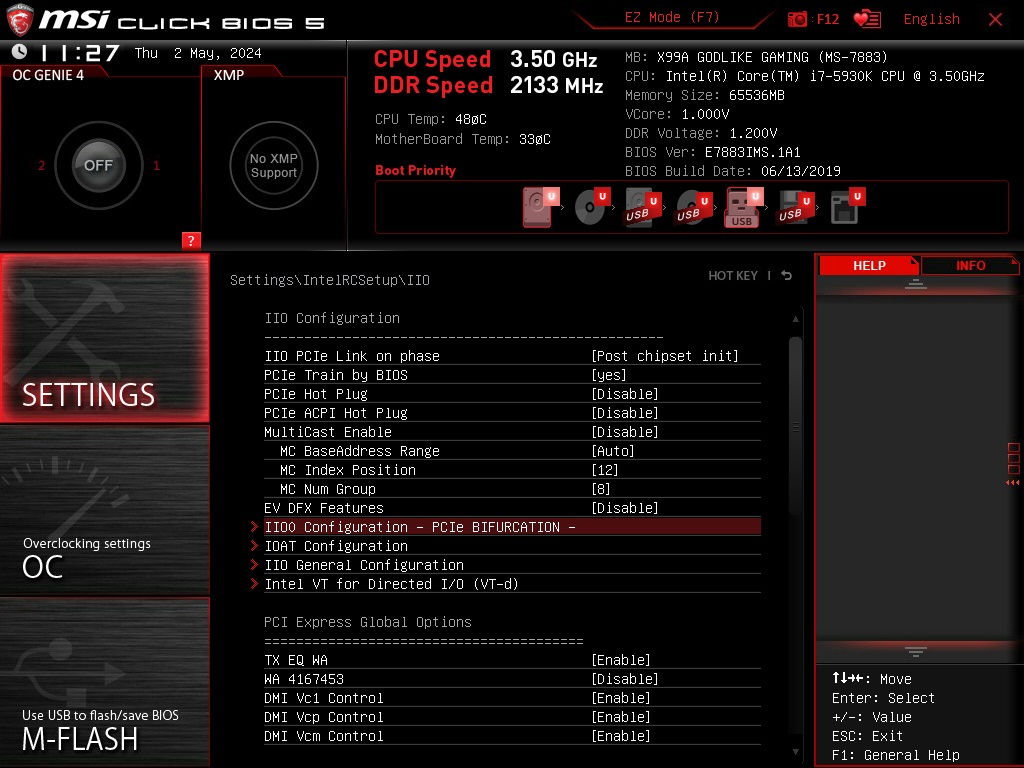 msi CLICK BIOS 5
EZ Mode (F7)
: F12
English
11:27 Thu 2 May, 2024
OC GENIE 4
XMP
2 OFF 1
No XMP
Support
?
CPU Speed 3.50 GHz
DDR Speed 2133 MHz
CPU Temp: 48øC
MotherBoard Temp: 33øC
MB: X99A GODLIKE GAMING (MS-7883)
CPU: Intel(R) Core(TM) i7-5930K CPU @ 3.50GHz
Memory Size: 65536MB
VCore: 1.000V
DDR Voltage: 1.200V
BIOS Ver: E7883IMS.1A1
BIOS Build Date: 06/13/2019
Boot Priority
U U U U U U U
USB USB USB USB
SETTINGS
Overclocking settings
OC
Use USB to flash/save BIOS
M-FLASH
Settings\IntelRCSetup\IIO
HOT KEY |
IIO Configuration
--------------------------------------------------
IIO PCIe Link on phase [Post chipset init]
PCIe Train by BIOS [yes]
PCIe Hot Plug [Disable]
PCIe ACPI Hot Plug [Disable]
MultiCast Enable [Disable]
MC BaseAddress Range [Auto]
MC Index Position [12]
MC Num Group [8]
EV DFX Features [Disable]
> IIO0 Configuration - PCIe BIFURCATION -
> IOAT Configuration
> IIO General Configuration
> Intel VT for Directed I/O (VT-d)
PCI Express Global Options
========================================
TX EQ WA [Enable]
WA 4167453 [Disable]
DMI Vc1 Control [Enable]
DMI Vcp Control [Enable]
DMI Vcm Control [Enable]
HELP
INFO
↑↓→←: Move
Enter: Select
+/-: Value
ESC: Exit
F1: General Help